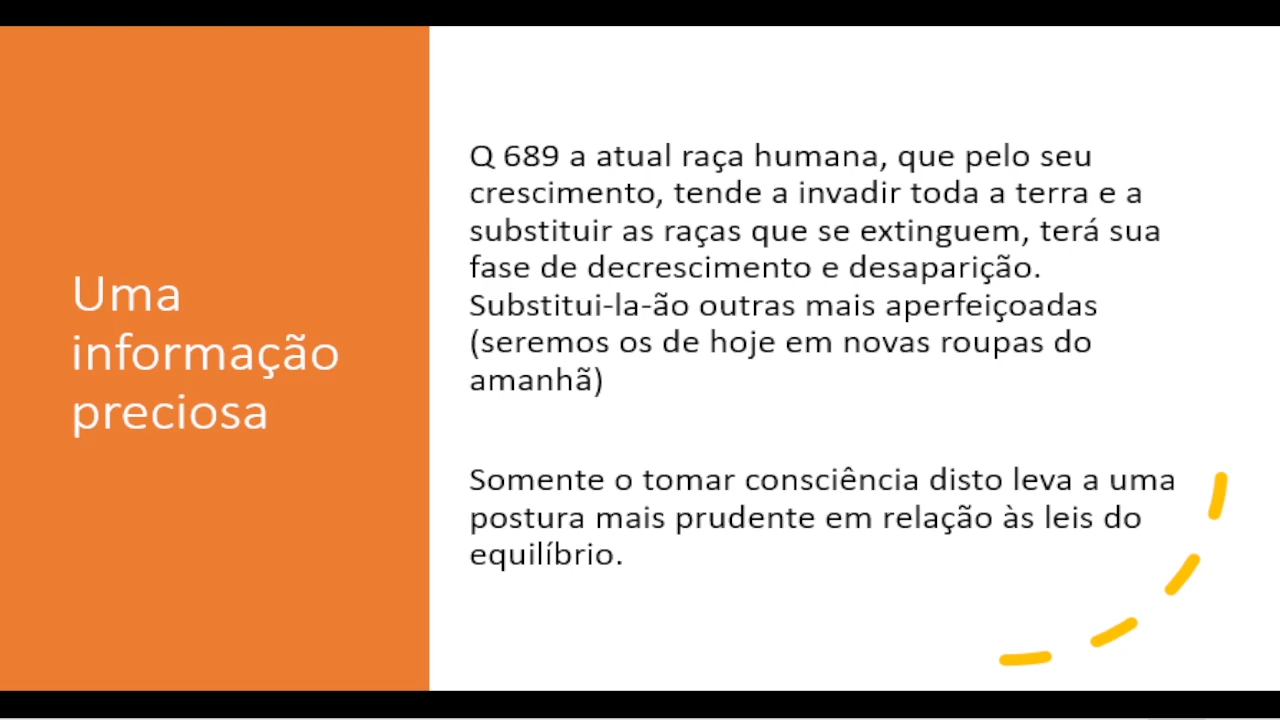 Uma
informação
preciosa
Q 689 a atual raça humana, que pelo seu
crescimento, tende a invadir toda a terra e a
substituir as raças que se extinguem, terá sua
fase de decrescimento e desaparição.
Substitui-la-ão outras mais aperfeiçoadas
(seremos os de hoje em novas roupas do
amanhã)
Somente o tomar consciência disto leva a uma
postura mais prudente em relação às leis do
equilíbrio.